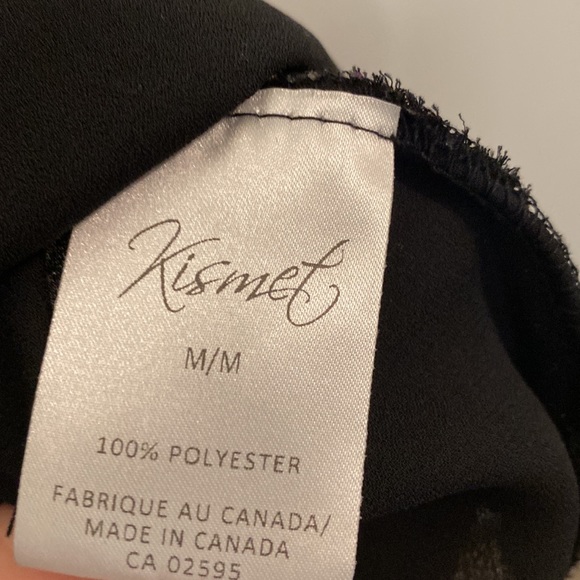 Kismet
M/M
100% POLYESTER
FABRIQUE AU CANADA/
MADE IN CANADA
CA 02595